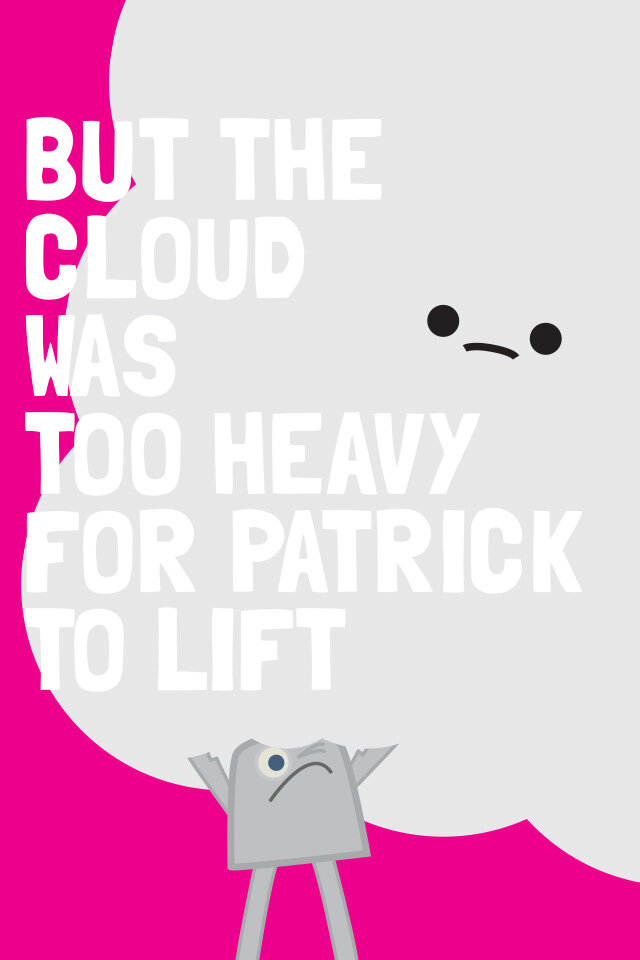 BUT THE
CLOUD
WAS
TOO HEAVY
FOR PATRICK
TO LIFT